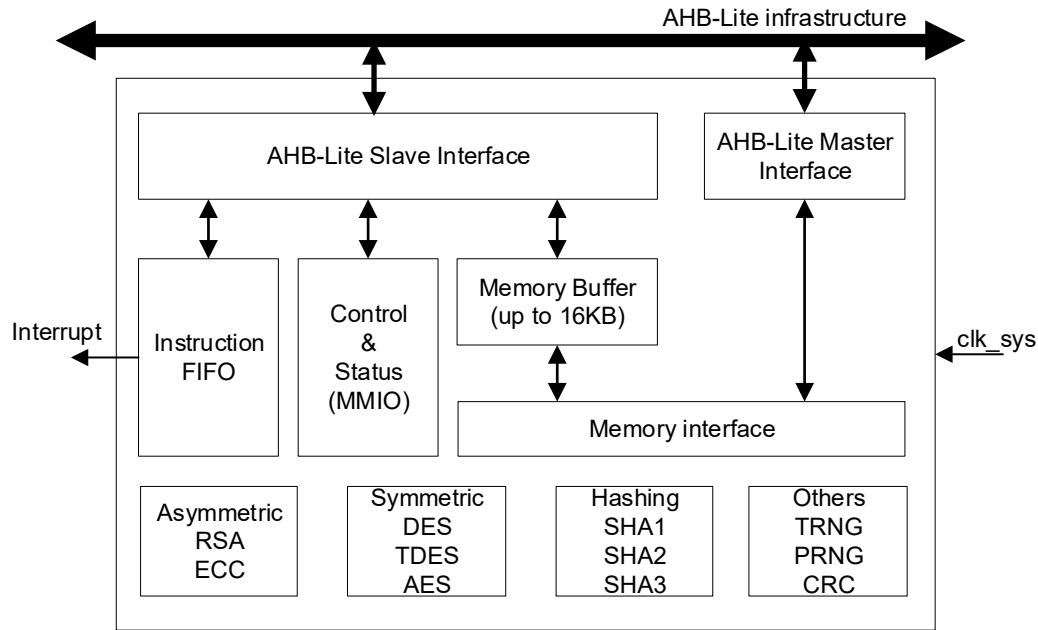 AHB-Lite infrastructure
AHB-Lite Slave Interface
AHB-Lite Master
Interface
Interrupt
Instruction
FIFO
Control
&
Status
(MMIO)
Memory Buffer
(up to 16KB)
clk_sys
Memory interface
Asymmetric
RSA
ECC
Symmetric
DES
TDES
AES
Hashing
SHA1
SHA2
SHA3
Others
TRNG
PRNG
CRC